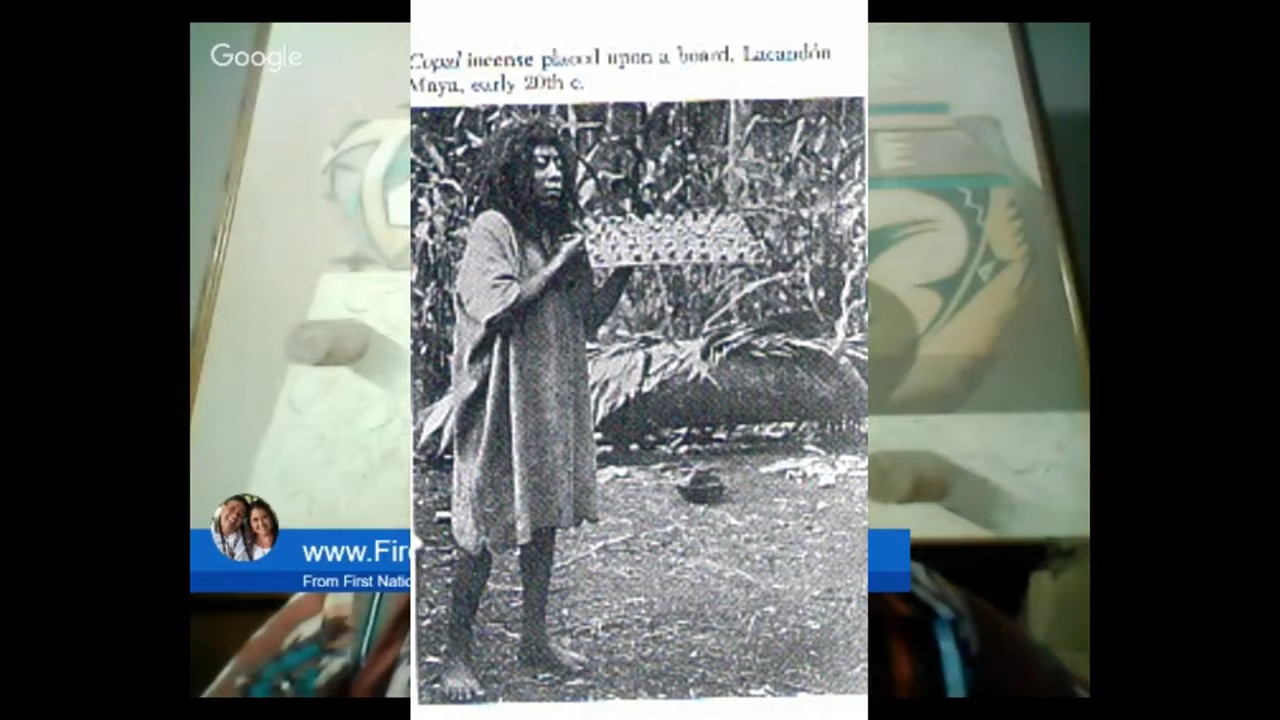 Google
Copal incense placed upon a board, Lacandón
Maya, early 20th c.
www.Fir
From First Natio